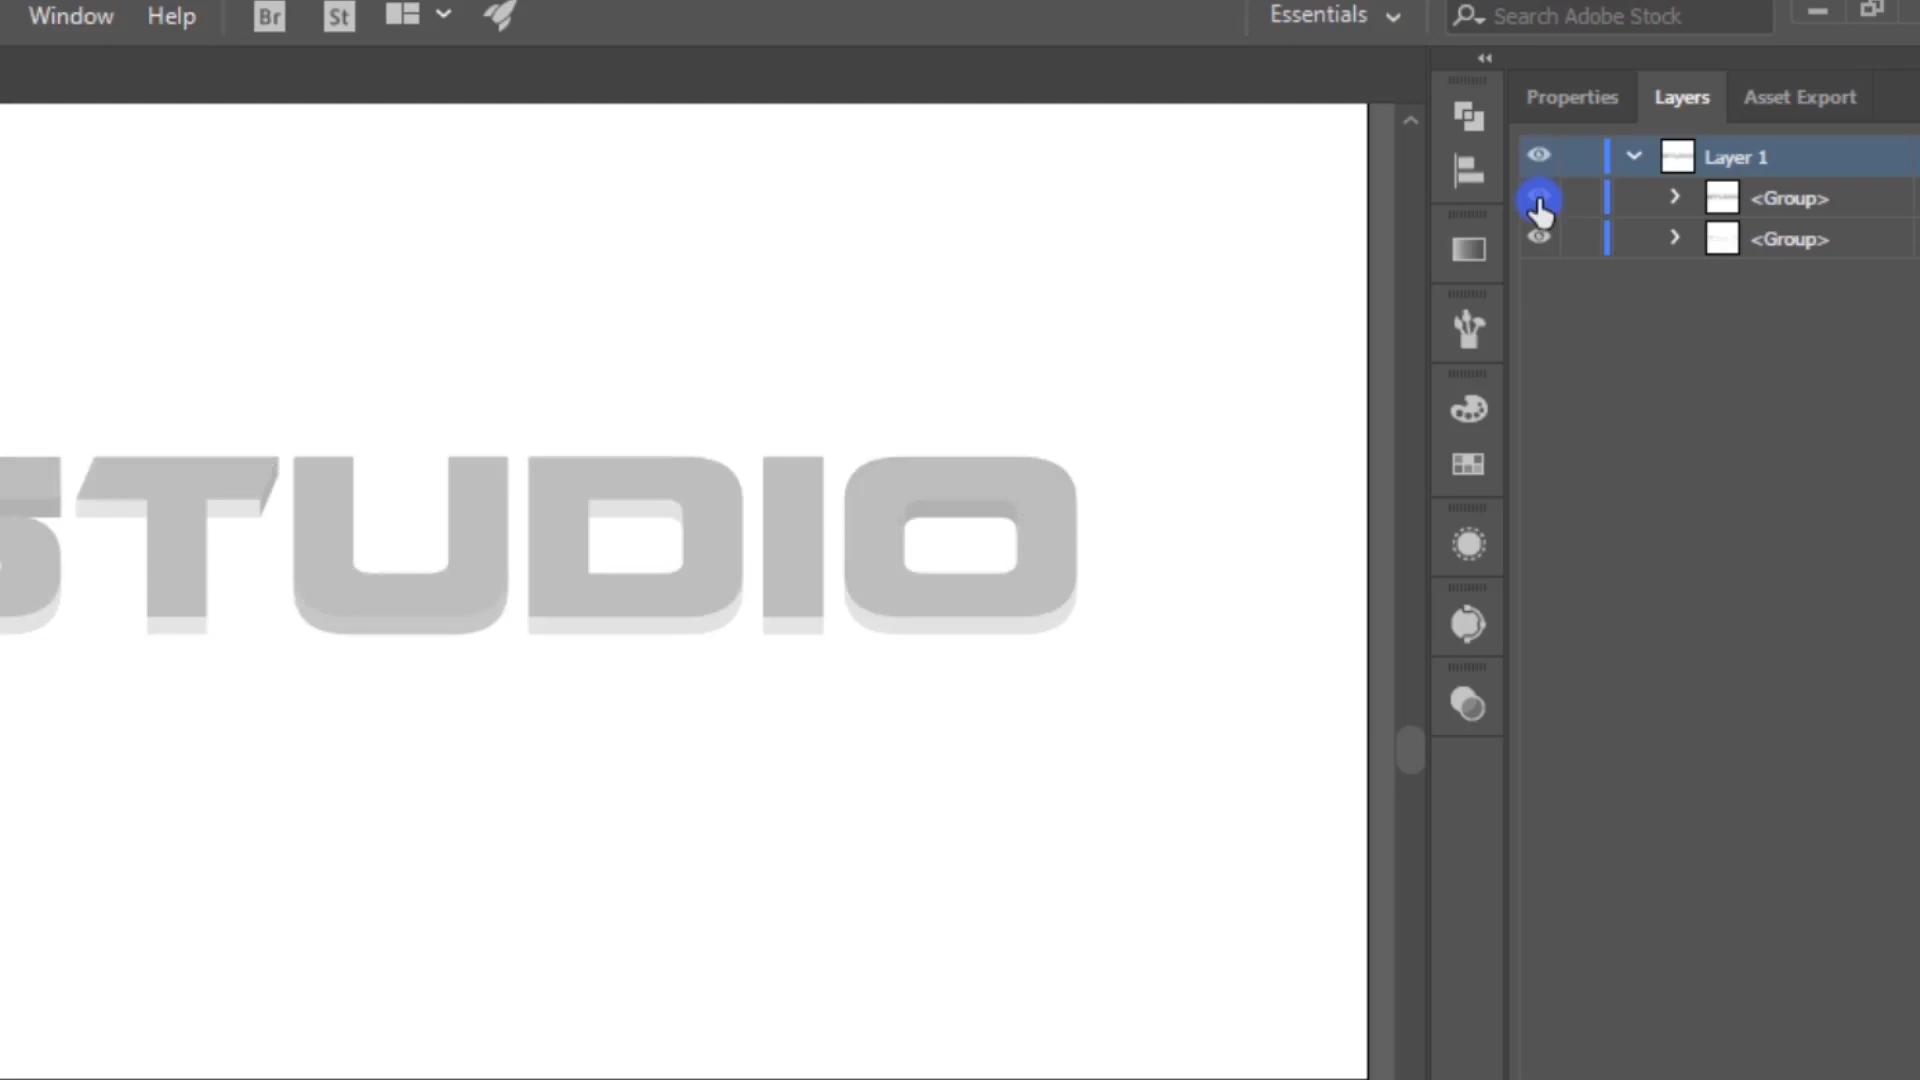 Window Help Br St Essentials Search Adobe Stock
Properties Layers Asset Export
Layer 1
<Group>
<Group>
STUDIO